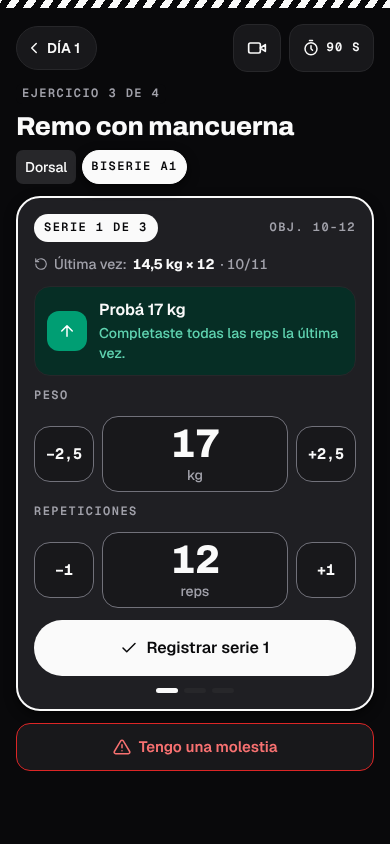 DÍA 1
90 S
EJERCICIO 3 DE 4
Remo con mancuerna
Dorsal
BISERIE A1
SERIE 1 DE 3
OBJ. 10-12
Última vez: 14,5 kg × 12 · 10/11
Probá 17 kg
Completaste todas las reps la última
vez.
PESO
−2,5
17
kg
+2,5
REPETICIONES
−1
12
reps
+1
Registrar serie 1
Tengo una molestia